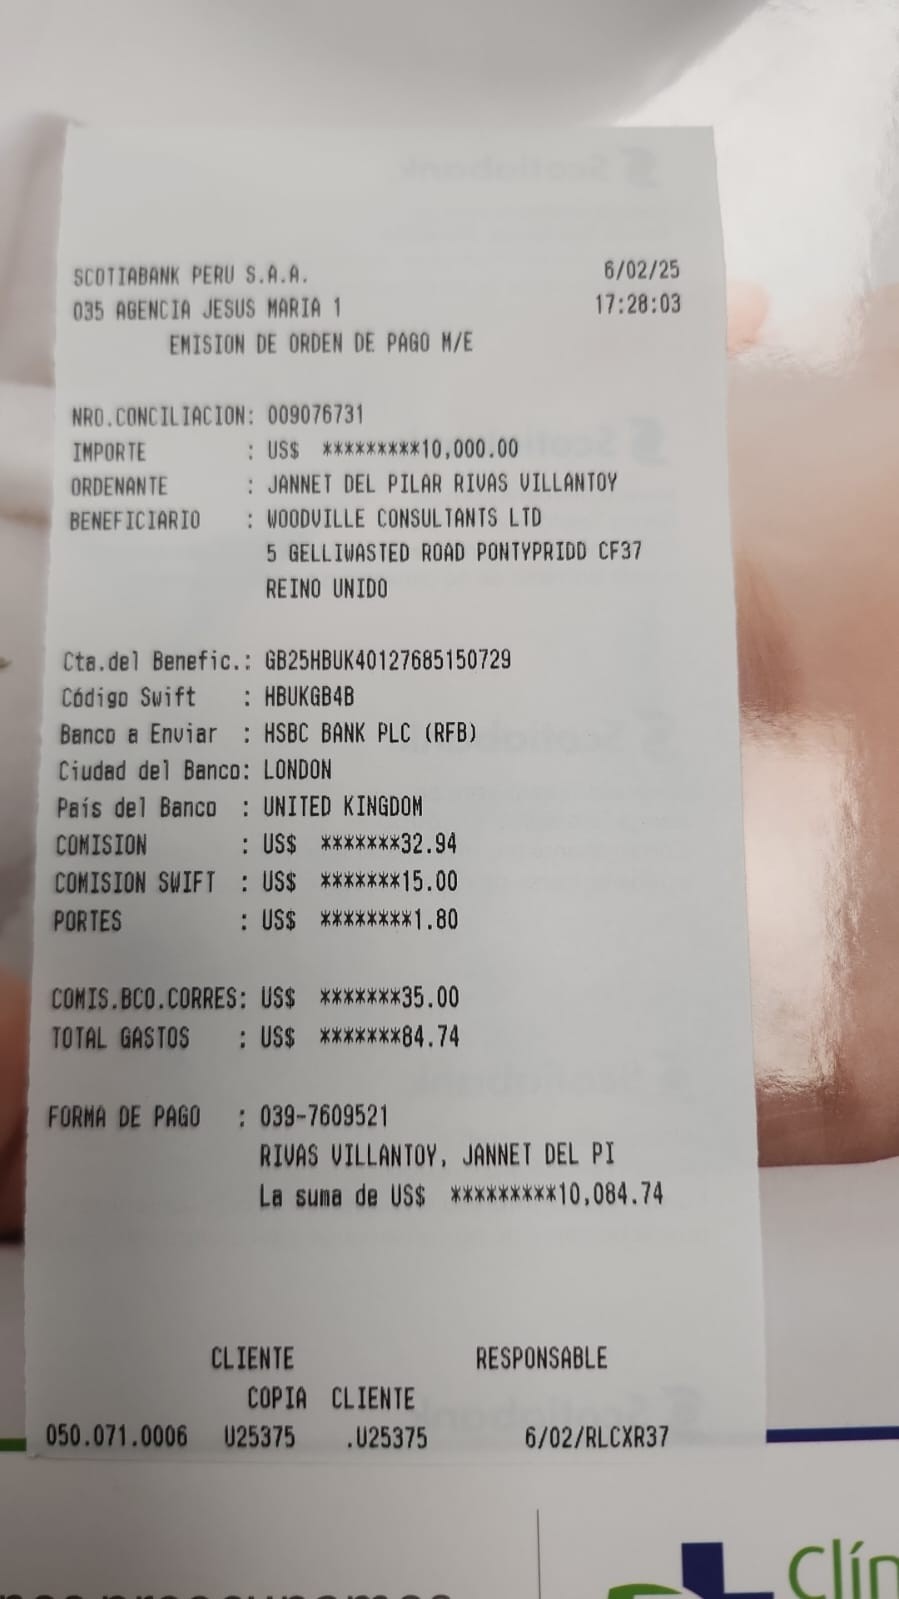 SCOTIABANK PERU S.A.A. 6/02/25
035 AGENCIA JESUS MARIA 1 17:28:03
EMISION DE ORDEN DE PAGO M/E
NRO.CONCILIACION: 009076731
IMPORTE : US$ *********10,000.00
ORDENANTE : JANNET DEL PILAR RIVAS VILLANTOY
BENEFICIARIO : WOODVILLE CONSULTANTS LTD
5 GELLIWASTED ROAD PONTYPRIDD CF37
REINO UNIDO
Cta.del Benefic.: GB25HBUK40127685150729
Código Swift : HBUKGB4B
Banco a Enviar : HSBC BANK PLC (RFB)
Ciudad del Banco: LONDON
País del Banco : UNITED KINGDOM
COMISION : US$ *******32.94
COMISION SWIFT : US$ *******15.00
PORTES : US$ ********1.80
COMIS.BCO.CORRES: US$ *******35.00
TOTAL GASTOS : US$ *******84.74
FORMA DE PAGO : 039-7609521
RIVAS VILLANTOY, JANNET DEL PI
La suma de US$ *********10,084.74
CLIENTE RESPONSABLE
COPIA CLIENTE
050.071.0006 U25375 .U25375 6/02/RLCXR37
Clín